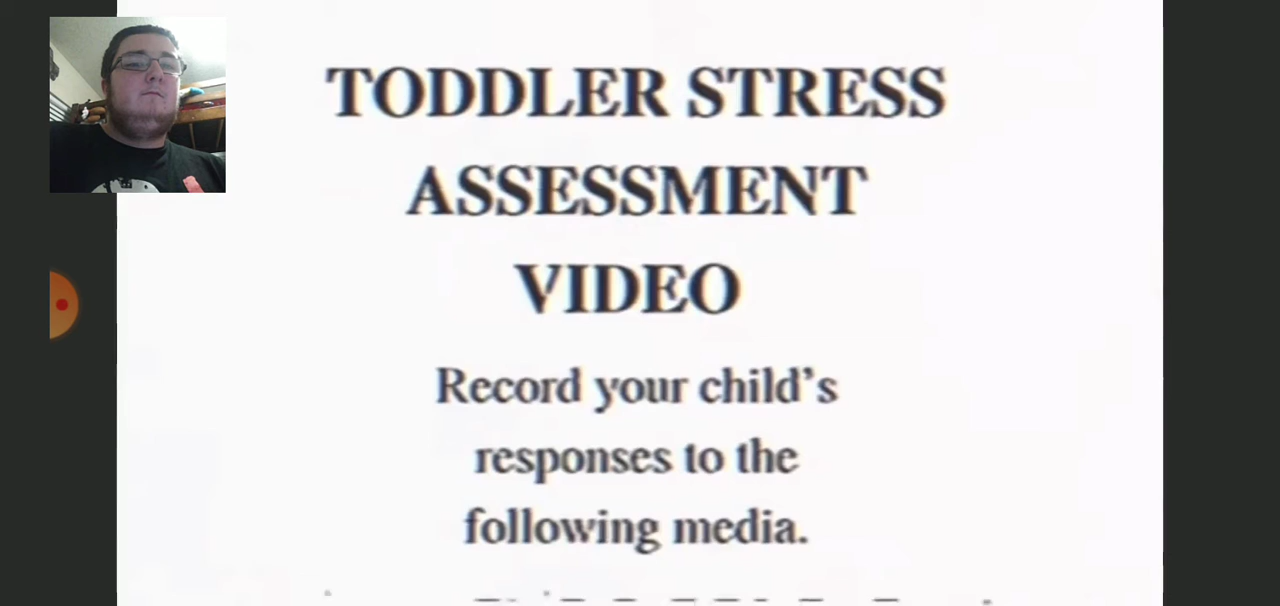 TODDLER STRESS
ASSESSMENT
VIDEO
Record your child's
responses to the
following media.